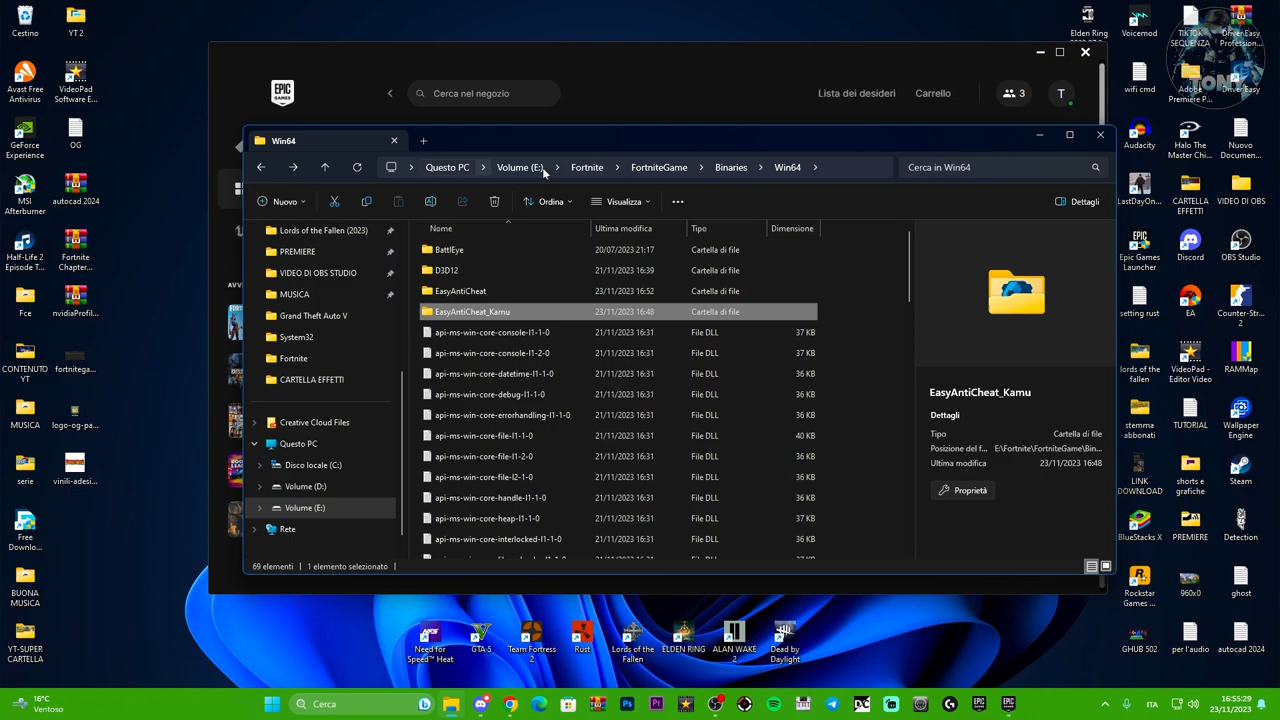 Cestino
YT 2
Avast Free
Antivirus
VideoPad
Software E...
GeForce
Experience
OG
MSI
Afterburner
autocad 2024
Half-Life 2
Episode T...
Fortnite
Chapter...
Fce
nvidiaProfil...
CONTENUTO
YT
fortnitega...
MUSICA
logo-og-pa...
serie
vinili-adesi...
Free
Downlo...
BUONA
MUSICA
YT-SUPER
CARTELLA
EPIC
GAMES
Cerca nel negozio
Lista dei desideri
Carrello
3
T
Win64
Questo PC
Volume (E:)
Fortnite
FortniteGame
Binaries
Win64
Cerca in Win64
Nuovo
Ordina
Visualizza
Dettagli
Lords of the Fallen (2023)
PREMIERE
VIDEO DI OBS STUDIO
MUSICA
Grand Theft Auto V
System32
Fortnite
CARTELLA EFFETTI
Creative Cloud Files
Questo PC
Disco locale (C:)
Volume (D:)
Volume (E:)
Rete
Nome Ultima modifica Tipo Dimensione
BattlEye 20/07/2023 21:17 Cartella di file
D3D12 21/11/2023 16:39 Cartella di file
EasyAntiCheat 23/11/2023 16:52 Cartella di file
EasyAntiCheat_Kamu 23/11/2023 16:48 Cartella di file
api-ms-win-core-console-l1-1-0 21/11/2023 16:31 File DLL 37 KB
api-ms-win-core-console-l1-2-0 21/11/2023 16:31 File DLL 37 KB
api-ms-win-core-datetime-l1-1-0 21/11/2023 16:31 File DLL 36 KB
api-ms-win-core-debug-l1-1-0 21/11/2023 16:31 File DLL 36 KB
api-ms-win-core-errorhandling-l1-1-0 21/11/2023 16:31 File DLL 36 KB
api-ms-win-core-file-l1-1-0 21/11/2023 16:31 File DLL 40 KB
api-ms-win-core-file-l1-2-0 21/11/2023 16:31 File DLL 36 KB
api-ms-win-core-file-l2-1-0 21/11/2023 16:31 File DLL 36 KB
api-ms-win-core-handle-l1-1-0 21/11/2023 16:31 File DLL 36 KB
api-ms-win-core-heap-l1-1-0 21/11/2023 16:31 File DLL 37 KB
api-ms-win-core-interlocked-l1-1-0 21/11/2023 16:31 File DLL 36 KB
EasyAntiCheat_Kamu
Dettagli
Tipo Cartella di file
Posizione del f... E:\Fortnite\FortniteGame\Bin...
Ultima modifica 23/11/2023 16:48
Proprietà
69 elementi
1 elemento selezionato
Elden Ring
Voicemod
TIKTOK
SEQUENZA
Driver Easy
Profession...
wifi cmd
Adobe
Premiere P...
Driver Easy
Audacity
Halo The
Master Chi...
Nuovo
Documen...
LastDayOn...
CARTELLA
EFFETTI
VIDEO DI OBS
Epic Games
Launcher
Discord
OBS Studio
setting rust
EA
Counter-Str...
2
lords of the
fallen
VideoPad -
Editor Video
RAMMap
stemma
abbonati
TUTORIAL
Wallpaper
Engine
LINK
DOWNLOAD
shorts e
grafiche
Steam
BlueStacks X
PREMIERE
Detection
Rockstar
Games ...
960x0
ghost
GHUB 502
per l'audio
autocad 2024
Need for
Speed™ Heat
GTA-5
Team Fortress
2
Rust
Lords of the
Fallen
ELDEN RING
ALAN WAKE
2
Dead by
Daylight
16°C
Ventoso
Cerca
ITA
16:55:29
23/11/2023